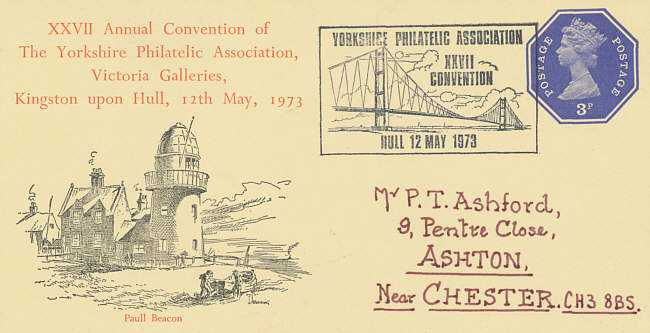 XXVII Annual Convention of
The Yorkshire Philatelic Association,
Victoria Galleries,
Kingston upon Hull, 12th May, 1973
YORKSHIRE PHILATELIC ASSOCIATION
XXVII
CONVENTION
HULL 12 MAY 1973
POSTAGE
POSTAGE
3P
Mr P. T. Ashford,
9, Pentre Close,
ASHTON,
Near CHESTER. CH3 8BS.
Paull Beacon